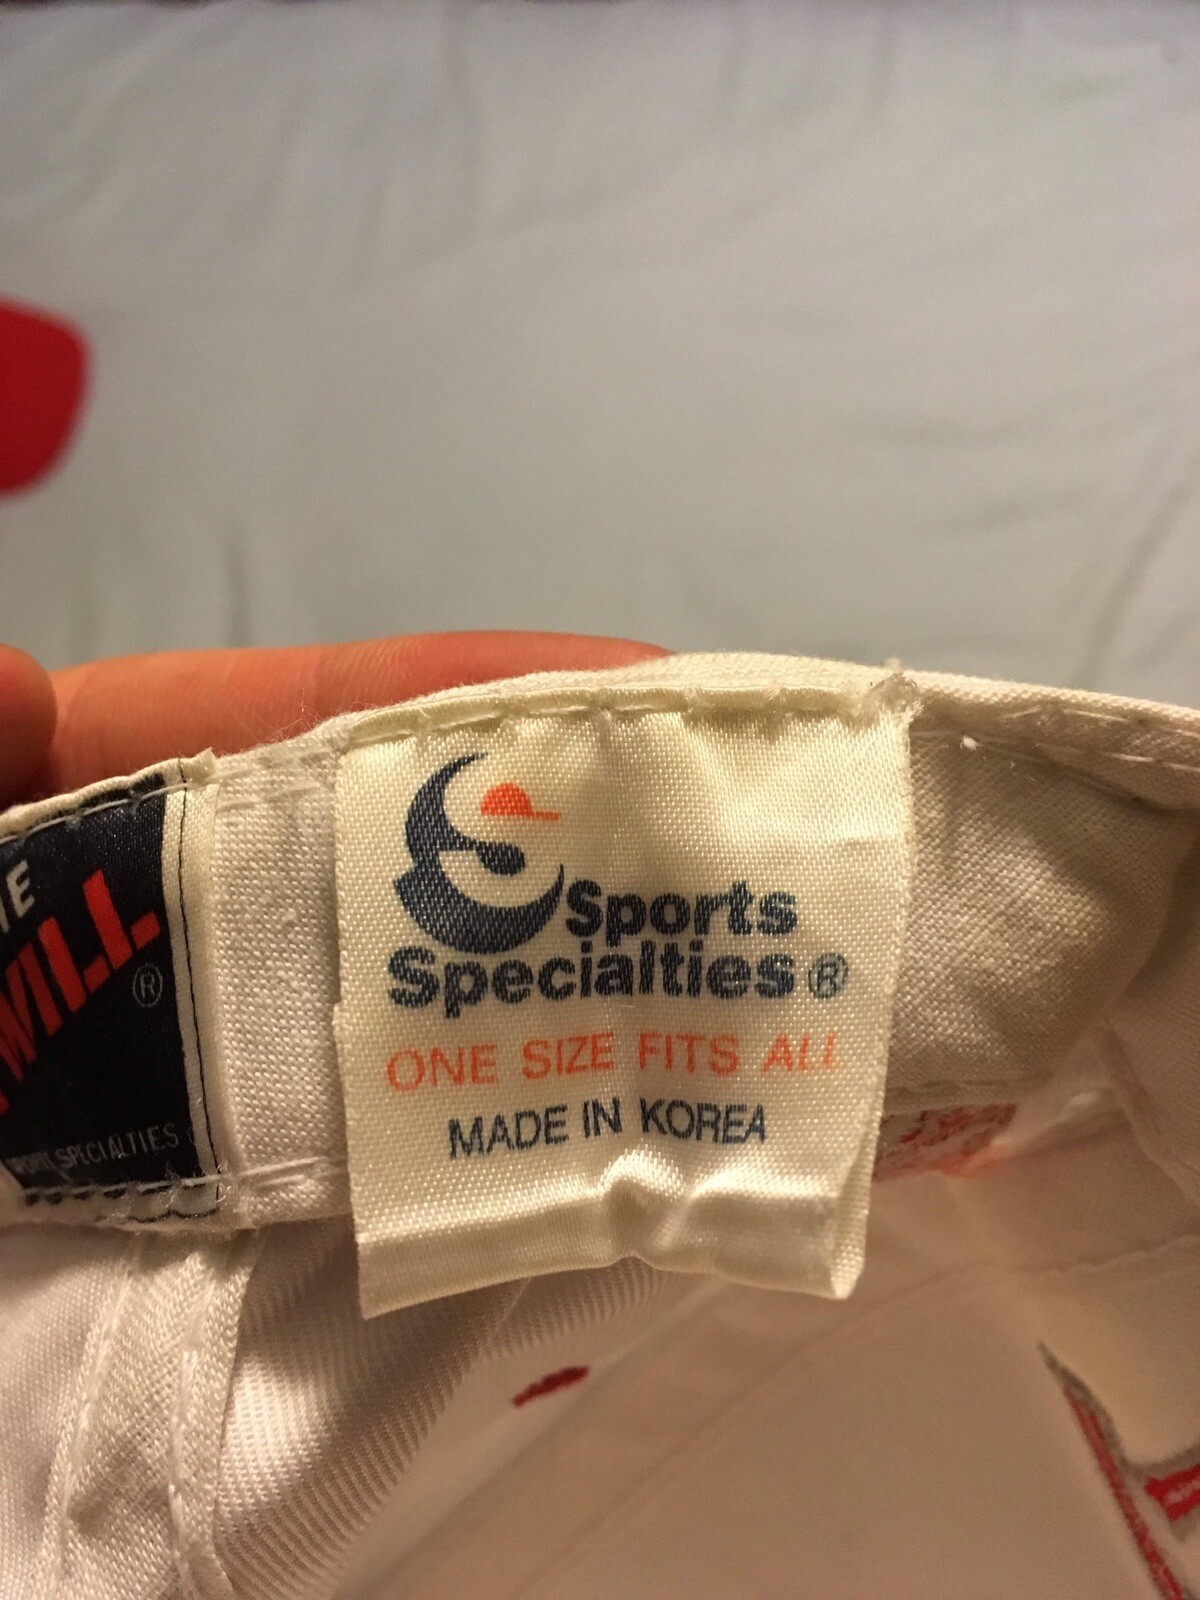 WILL®
SPORTS SPECIALTIES
Sports
Specialties®
ONE SIZE FITS ALL
MADE IN KOREA